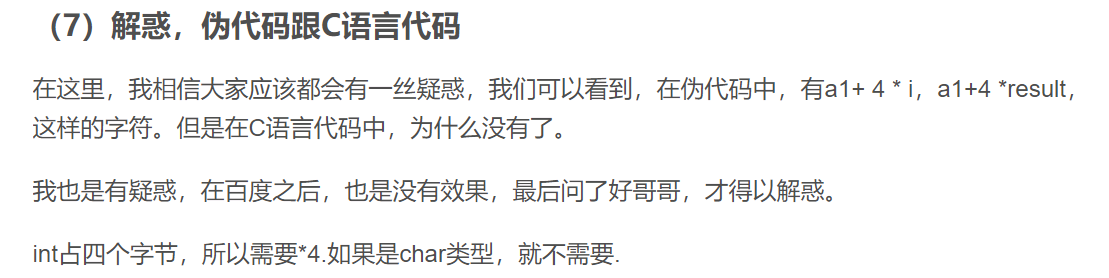 （7）解惑，伪代码跟C语言代码
在这里，我相信大家应该都会有一丝疑惑，我们可以看到，在伪代码中，有a1+ 4 * i，a1+4 *result，
这样的字符。但是在C语言代码中，为什么没有了。
我也是有疑惑，在百度之后，也是没有效果，最后问了好哥哥，才得以解惑。
int占四个字节，所以需要*4.如果是char类型，就不需要.